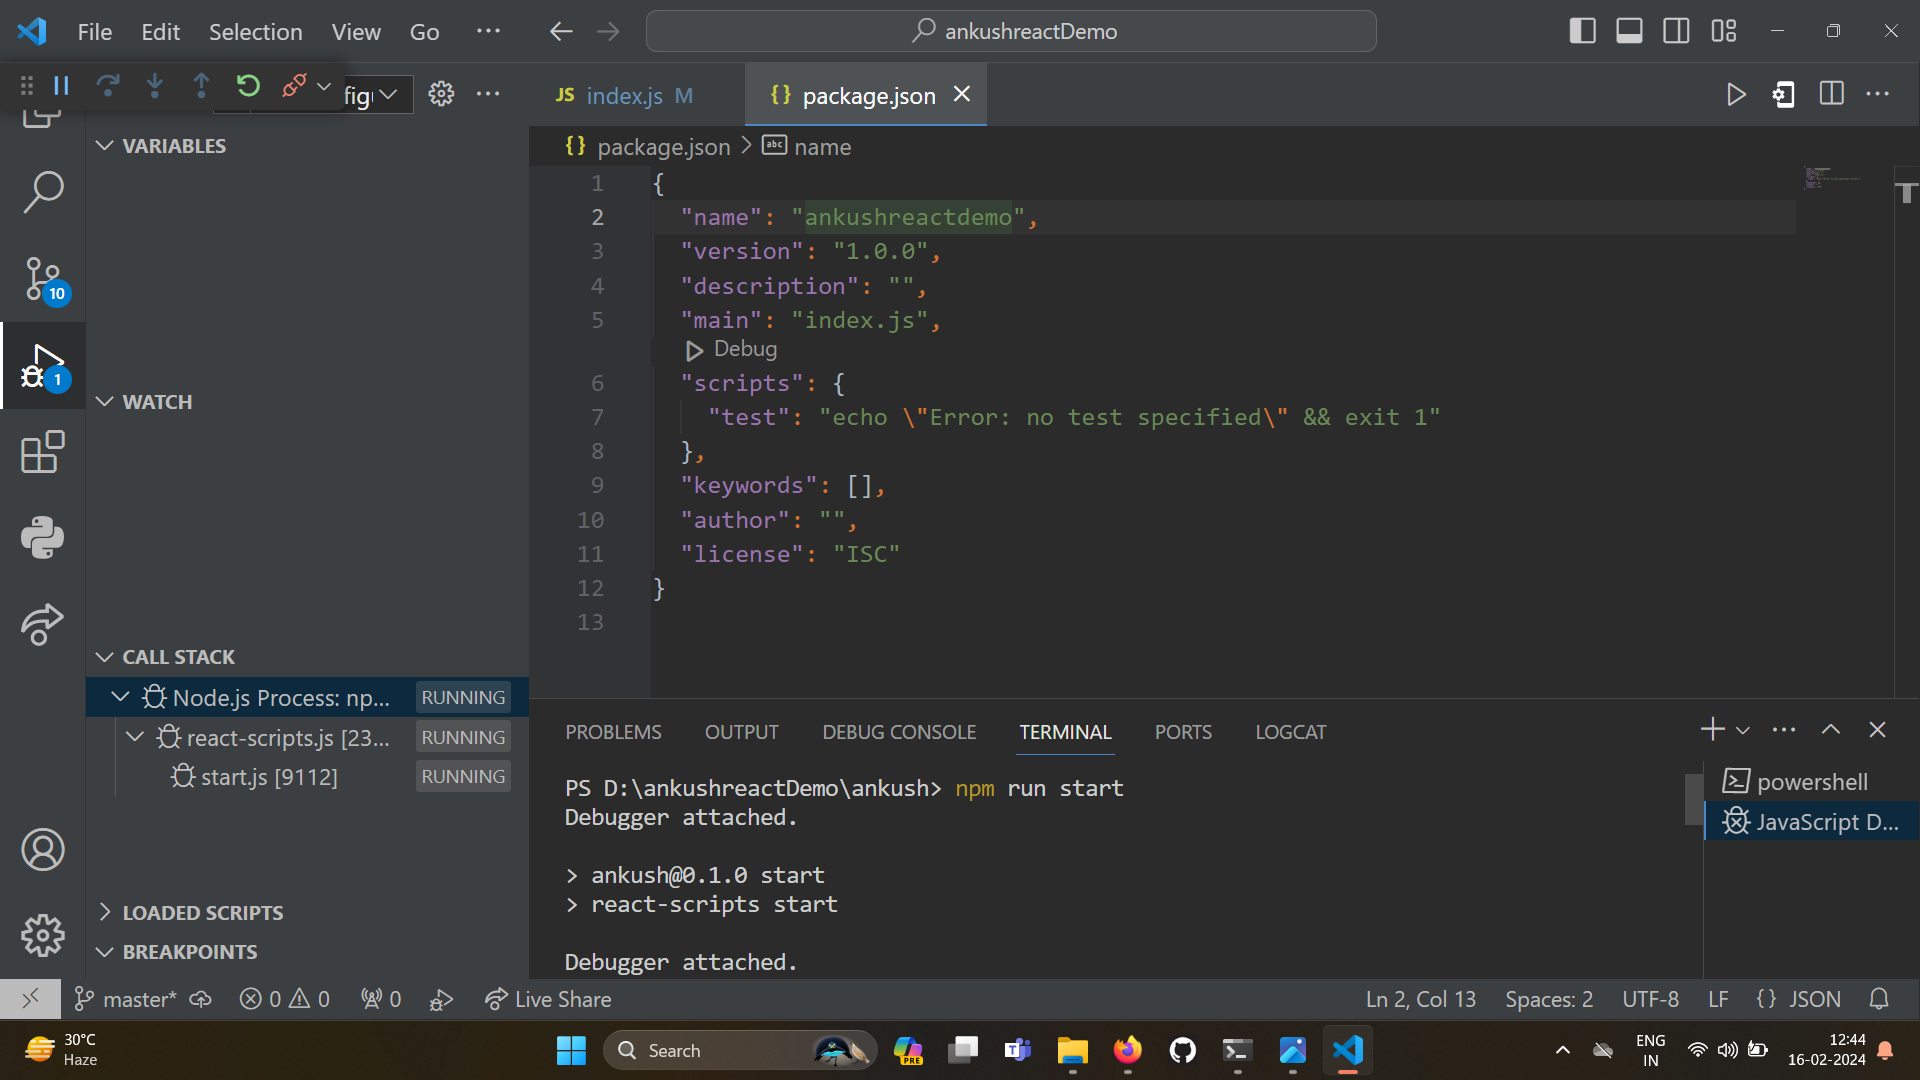 File Edit Selection View Go ···
ankushreactDemo
figu
JS index.js M
{} package.json
{} package.json > abc name
VARIABLES
WATCH
CALL STACK
Node.js Process: np... RUNNING
react-scripts.js [23... RUNNING
start.js [9112] RUNNING
LOADED SCRIPTS
BREAKPOINTS
10
1
1 {
2 "name": "ankushreactdemo",
3 "version": "1.0.0",
4 "description": "",
5 "main": "index.js",
Debug
6 "scripts": {
7 "test": "echo \"Error: no test specified\" && exit 1"
8 },
9 "keywords": [],
10 "author": "",
11 "license": "ISC"
12 }
13
PROBLEMS OUTPUT DEBUG CONSOLE TERMINAL PORTS LOGCAT
PS D:\ankushreactDemo\ankush> npm run start
Debugger attached.
> ankush@0.1.0 start
> react-scripts start
Debugger attached.
powershell
JavaScript D...
master* 0 0 0 Live Share
Ln 2, Col 13 Spaces: 2 UTF-8 LF {} JSON
30°C
Haze
Search
PRE
ENG
IN
12:44
16-02-2024